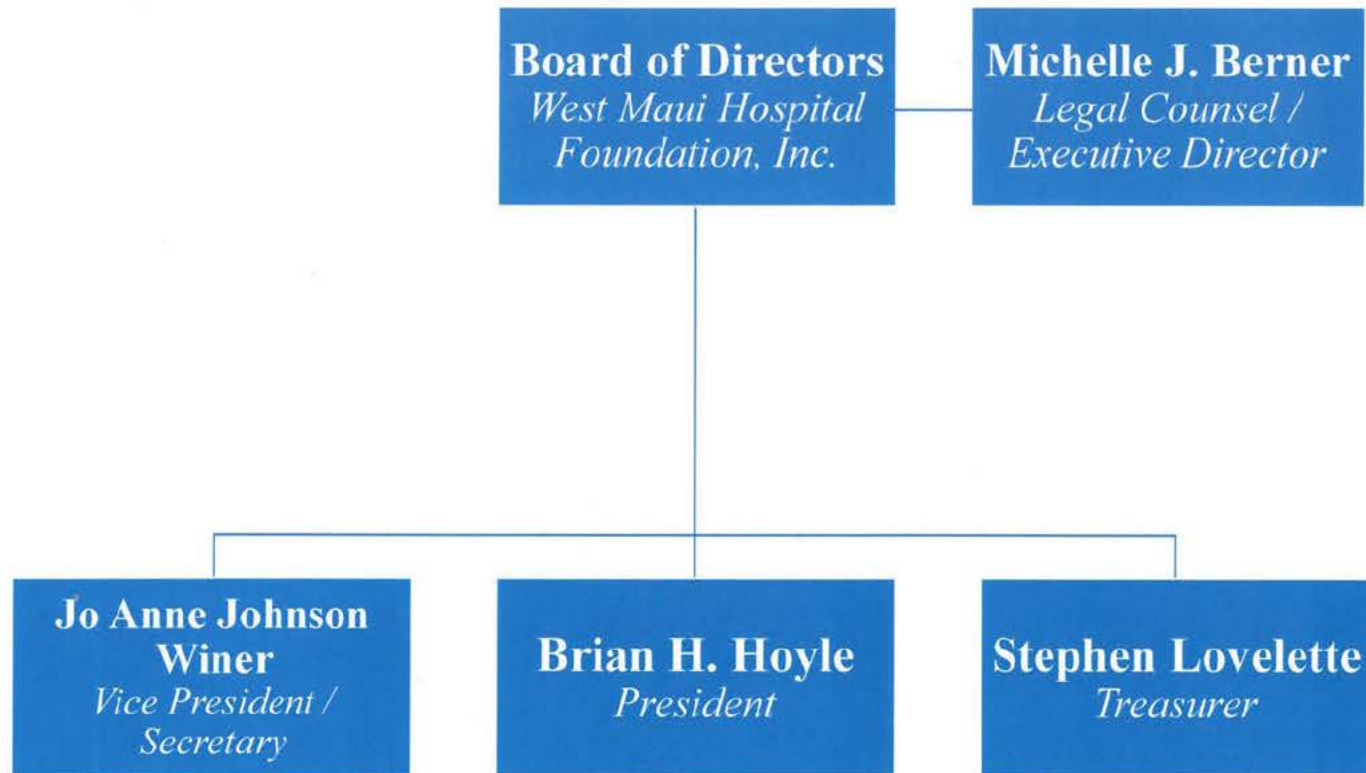 Board of Directors
West Maui Hospital
Foundation, Inc.
Michelle J. Berner
Legal Counsel /
Executive Director
Jo Anne Johnson
Winer
Vice President /
Secretary
Brian H. Hoyle
President
Stephen Lovelette
Treasurer